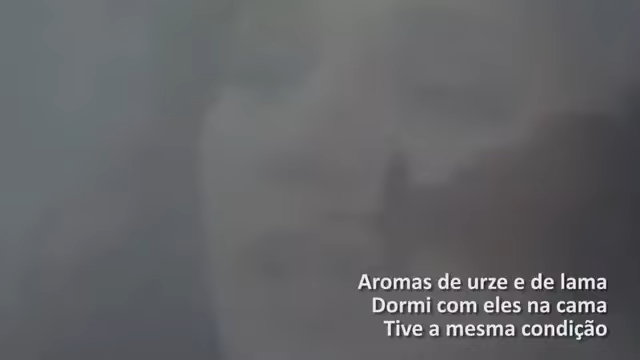 Aromas de urze e de lama
Dormi com eles na cama
Tive a mesma condição